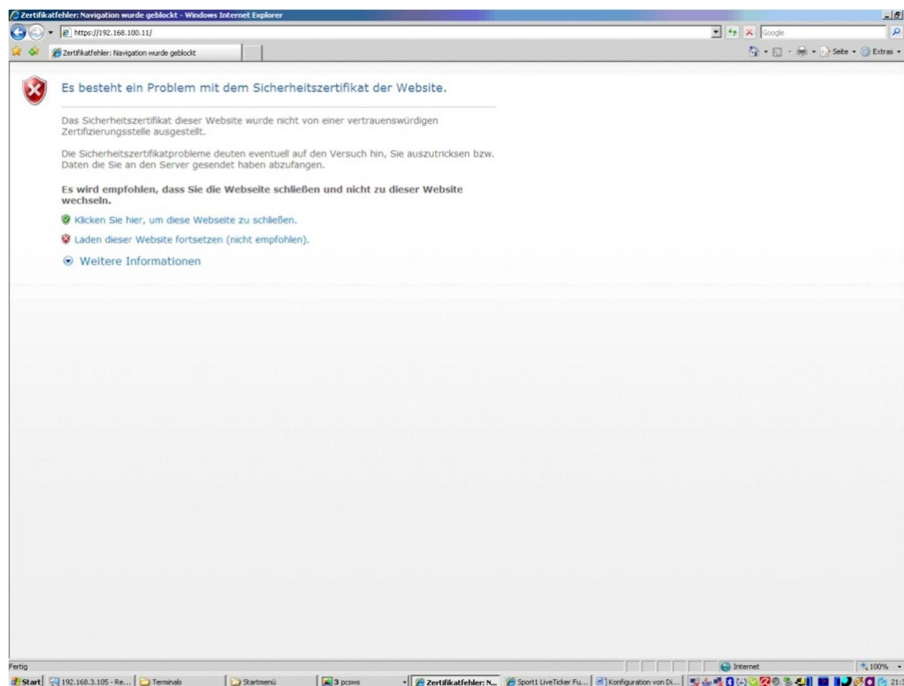 Zertifikatfehler: Navigation wurde geblockt - Windows Internet Explorer
https://192.168.100.11/
Google
Zertifikatfehler: Navigation wurde geblockt
Seite
Extras
Es besteht ein Problem mit dem Sicherheitszertifikat der Website.
Das Sicherheitszertifikat dieser Website wurde nicht von einer vertrauenswürdigen
Zertifizierungsstelle ausgestellt.
Die Sicherheitszertifikatprobleme deuten eventuell auf den Versuch hin, Sie auszutricksen bzw.
Daten die Sie an den Server gesendet haben abzufangen.
Es wird empfohlen, dass Sie die Webseite schließen und nicht zu dieser Website
wechseln.
Klicken Sie hier, um diese Webseite zu schließen.
Laden dieser Website fortsetzen (nicht empfohlen).
Weitere Informationen
Fertig
Internet
100%
Start
192.168.3.105 - Re...
Terminals
Startmenü
3 pcsws
Zertifikatfehler: N...
Sport1 LiveTicker Fu...
Konfiguration von Di...